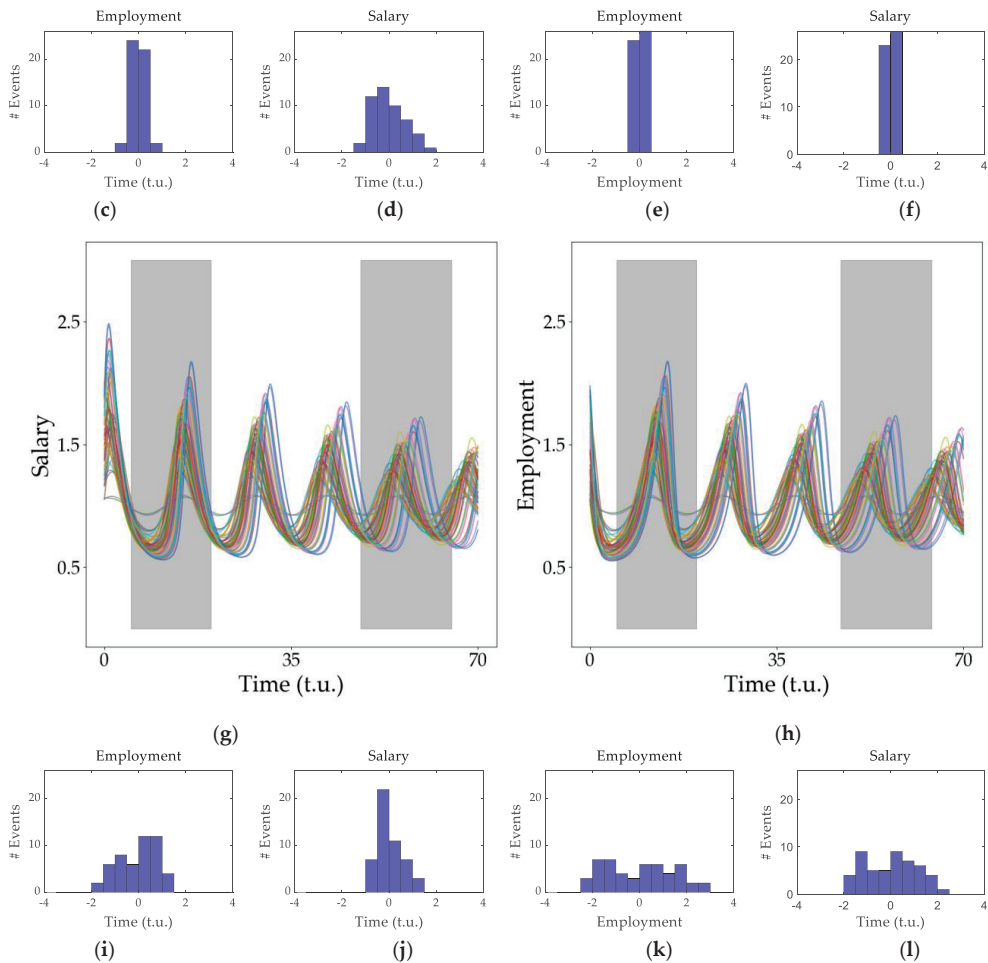 Employment
Salary
Employment
Salary
# Events
20
10
0
-4 -2 0 2 4
Time (t.u.)
# Events
20
10
0
-4 -2 0 2 4
Time (t.u.)
# Events
20
10
0
-4 -2 0 2 4
Employment
# Events
20
10
0
-4 -2 0 2 4
Time (t.u.)
(c)
(d)
(e)
(f)
Salary
2.5
1.5
0.5
0 35 70
Time (t.u.)
Employment
2.5
1.5
0.5
0 35 70
Time (t.u.)
(g)
(h)
Employment
Salary
Employment
Salary
# Events
20
10
0
-4 -2 0 2 4
Time (t.u.)
# Events
20
10
0
-4 -2 0 2 4
Time (t.u.)
# Events
20
10
0
-4 -2 0 2 4
Employment
# Events
20
10
0
-4 -2 0 2 4
Time (t.u.)
(i)
(j)
(k)
(l)